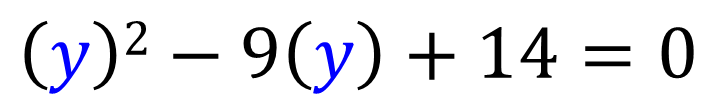 (y)² − 9(y) + 14 = 0